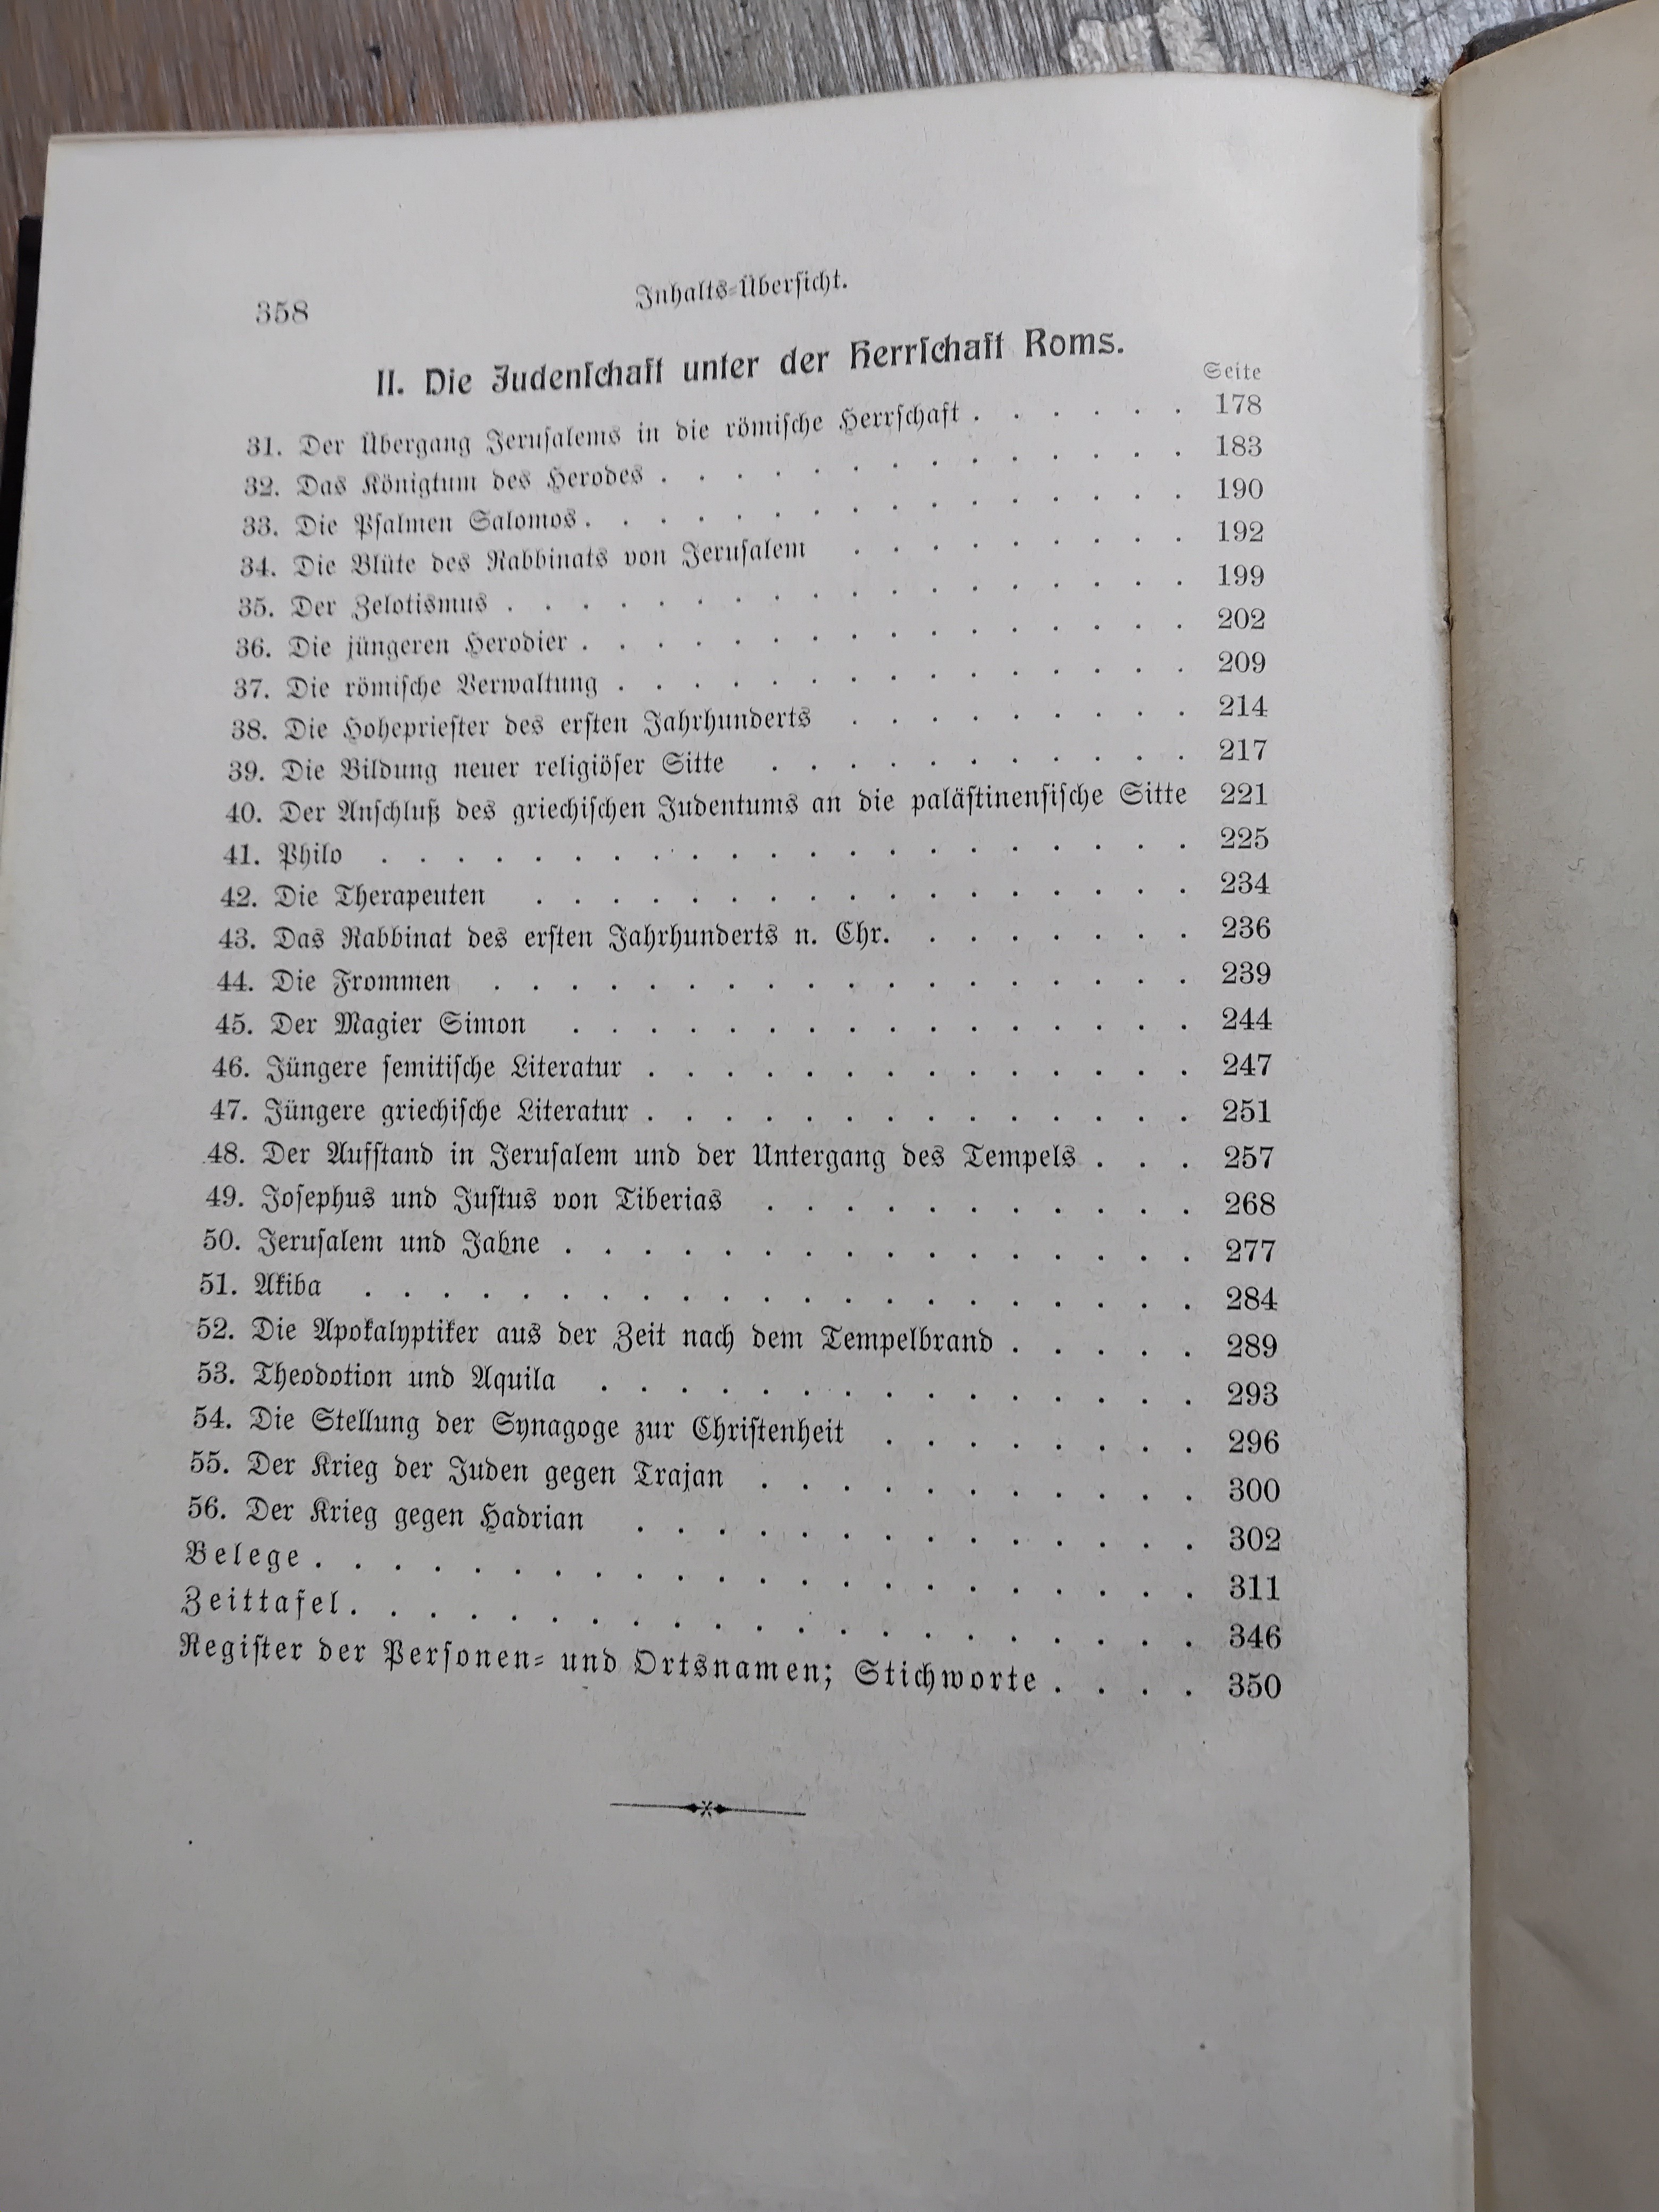 358
Inhalts-Übersicht.
II. Die Judenschaft unter der Herrschaft Roms.
Seite
31. Der Übergang Jerusalems in die römische Herrschaft . . . . . . 178
32. Das Königtum des Herodes . . . . . . . . . . . . . . 183
33. Die Psalmen Salomos. . . . . . . . . . . . . . . . 190
34. Die Blüte des Rabbinats von Jerusalem . . . . . . . . . 192
35. Der Zelotismus . . . . . . . . . . . . . . . . . . 199
36. Die jüngeren Herodier . . . . . . . . . . . . . . . . 202
37. Die römische Verwaltung . . . . . . . . . . . . . . . 209
38. Die Hohepriester des ersten Jahrhunderts . . . . . . . . . 214
39. Die Bildung neuer religiöser Sitte . . . . . . . . . . . 217
40. Der Anschluß des griechischen Judentums an die palästinensische Sitte 221
41. Philo . . . . . . . . . . . . . . . . . . . . . 225
42. Die Therapeuten . . . . . . . . . . . . . . . . . 234
43. Das Rabbinat des ersten Jahrhunderts n. Chr. . . . . . . . 236
44. Die Frommen . . . . . . . . . . . . . . . . . . 239
45. Der Magier Simon . . . . . . . . . . . . . . . . 244
46. Jüngere semitische Literatur . . . . . . . . . . . . . . 247
47. Jüngere griechische Literatur . . . . . . . . . . . . . . 251
48. Der Aufstand in Jerusalem und der Untergang des Tempels . . . 257
49. Josephus und Justus von Tiberias . . . . . . . . . . . 268
50. Jerusalem und Jabne . . . . . . . . . . . . . . . . 277
51. Akiba . . . . . . . . . . . . . . . . . . . . . 284
52. Die Apokalyptiker aus der Zeit nach dem Tempelbrand . . . . . 289
53. Theodotion und Aquila . . . . . . . . . . . . . . . 293
54. Die Stellung der Synagoge zur Christenheit . . . . . . . . 296
55. Der Krieg der Juden gegen Trajan . . . . . . . . . . . 300
56. Der Krieg gegen Hadrian . . . . . . . . . . . . . . 302
Belege . . . . . . . . . . . . . . . . . . . . . . 311
Zeittafel. . . . . . . . . . . . . . . . . . . . . . 346
Register der Personen- und Ortsnamen; Stichworte . . . . 350